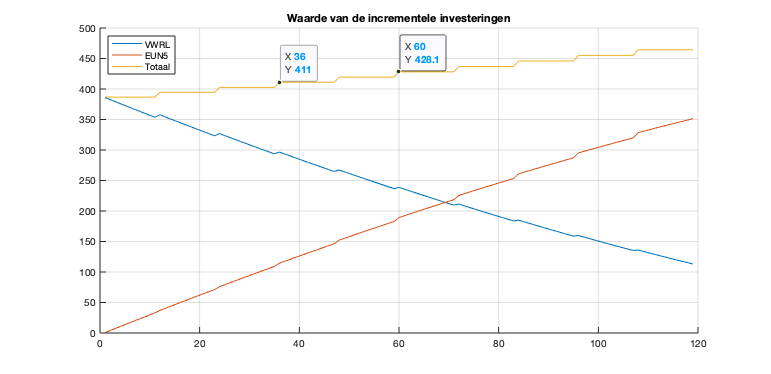 Waarde van de incrementele investeringen
500
450
400
350
300
250
200
150
100
50
0
VWRL
EUN5
Totaal
X 36
Y 411
X 60
Y 428.1
0
20
40
60
80
100
120